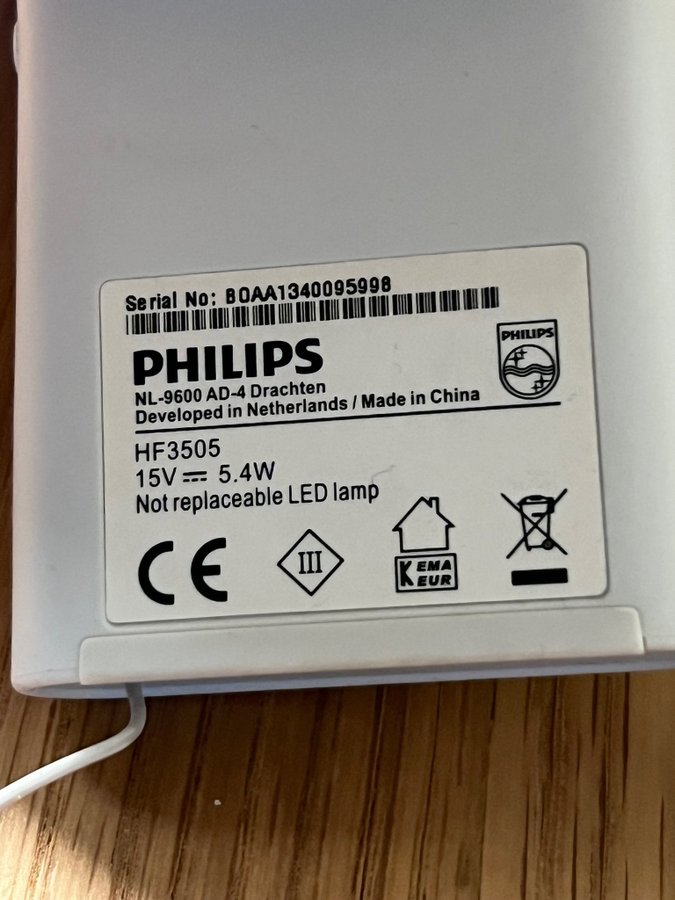 Serial No: BOAA1340095998
PHILIPS
PHILIPS
NL-9600 AD-4 Drachten
Developed in Netherlands / Made in China
HF3505
15V⎓ 5.4W
Not replaceable LED lamp
CE
III
KEMA
KEUR